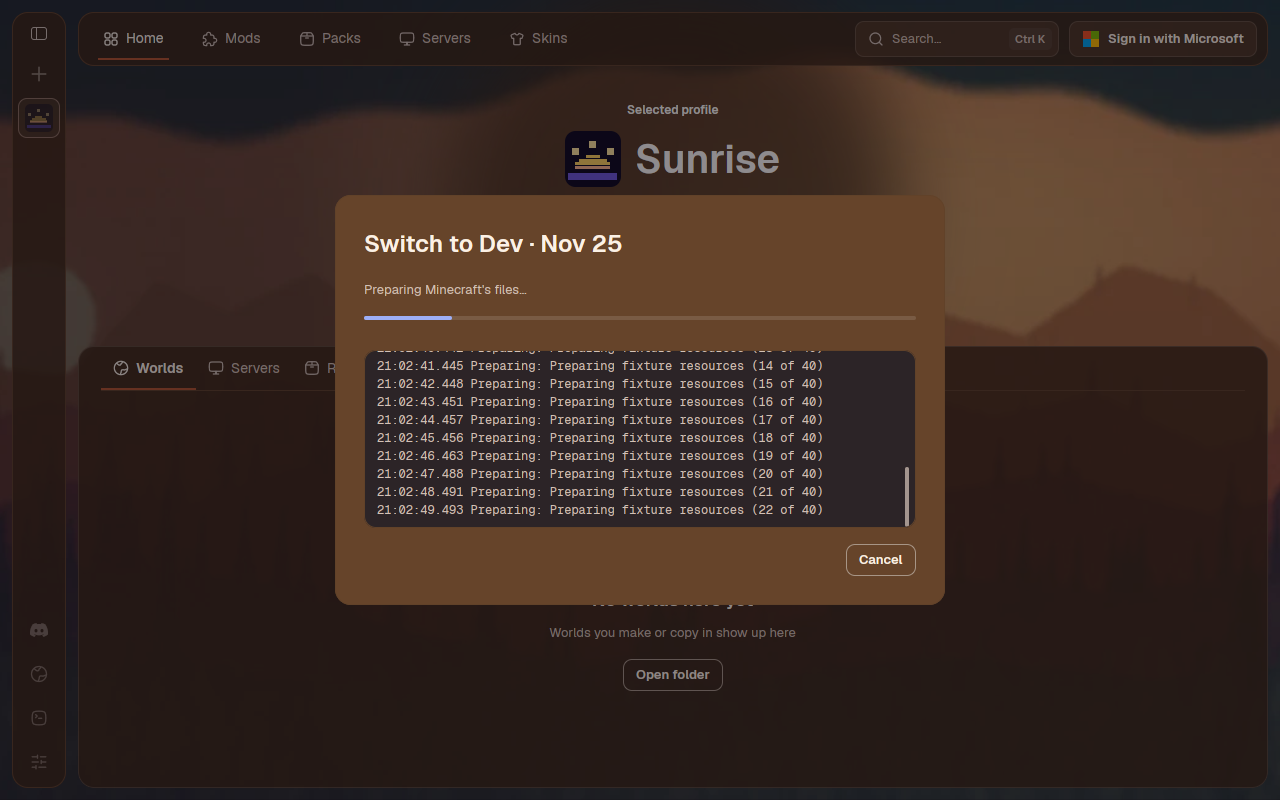 Home
Mods
Packs
Servers
Skins
Search...
Ctrl K
Sign in with Microsoft
Selected profile
Sunrise
Switch to Dev · Nov 25
Preparing Minecraft's files...
Worlds
Servers
R
21:02:41.445 Preparing: Preparing fixture resources (14 of 40)
21:02:42.448 Preparing: Preparing fixture resources (15 of 40)
21:02:43.451 Preparing: Preparing fixture resources (16 of 40)
21:02:44.457 Preparing: Preparing fixture resources (17 of 40)
21:02:45.456 Preparing: Preparing fixture resources (18 of 40)
21:02:46.463 Preparing: Preparing fixture resources (19 of 40)
21:02:47.488 Preparing: Preparing fixture resources (20 of 40)
21:02:48.491 Preparing: Preparing fixture resources (21 of 40)
21:02:49.493 Preparing: Preparing fixture resources (22 of 40)
Cancel
Worlds you make or copy in show up here
Open folder